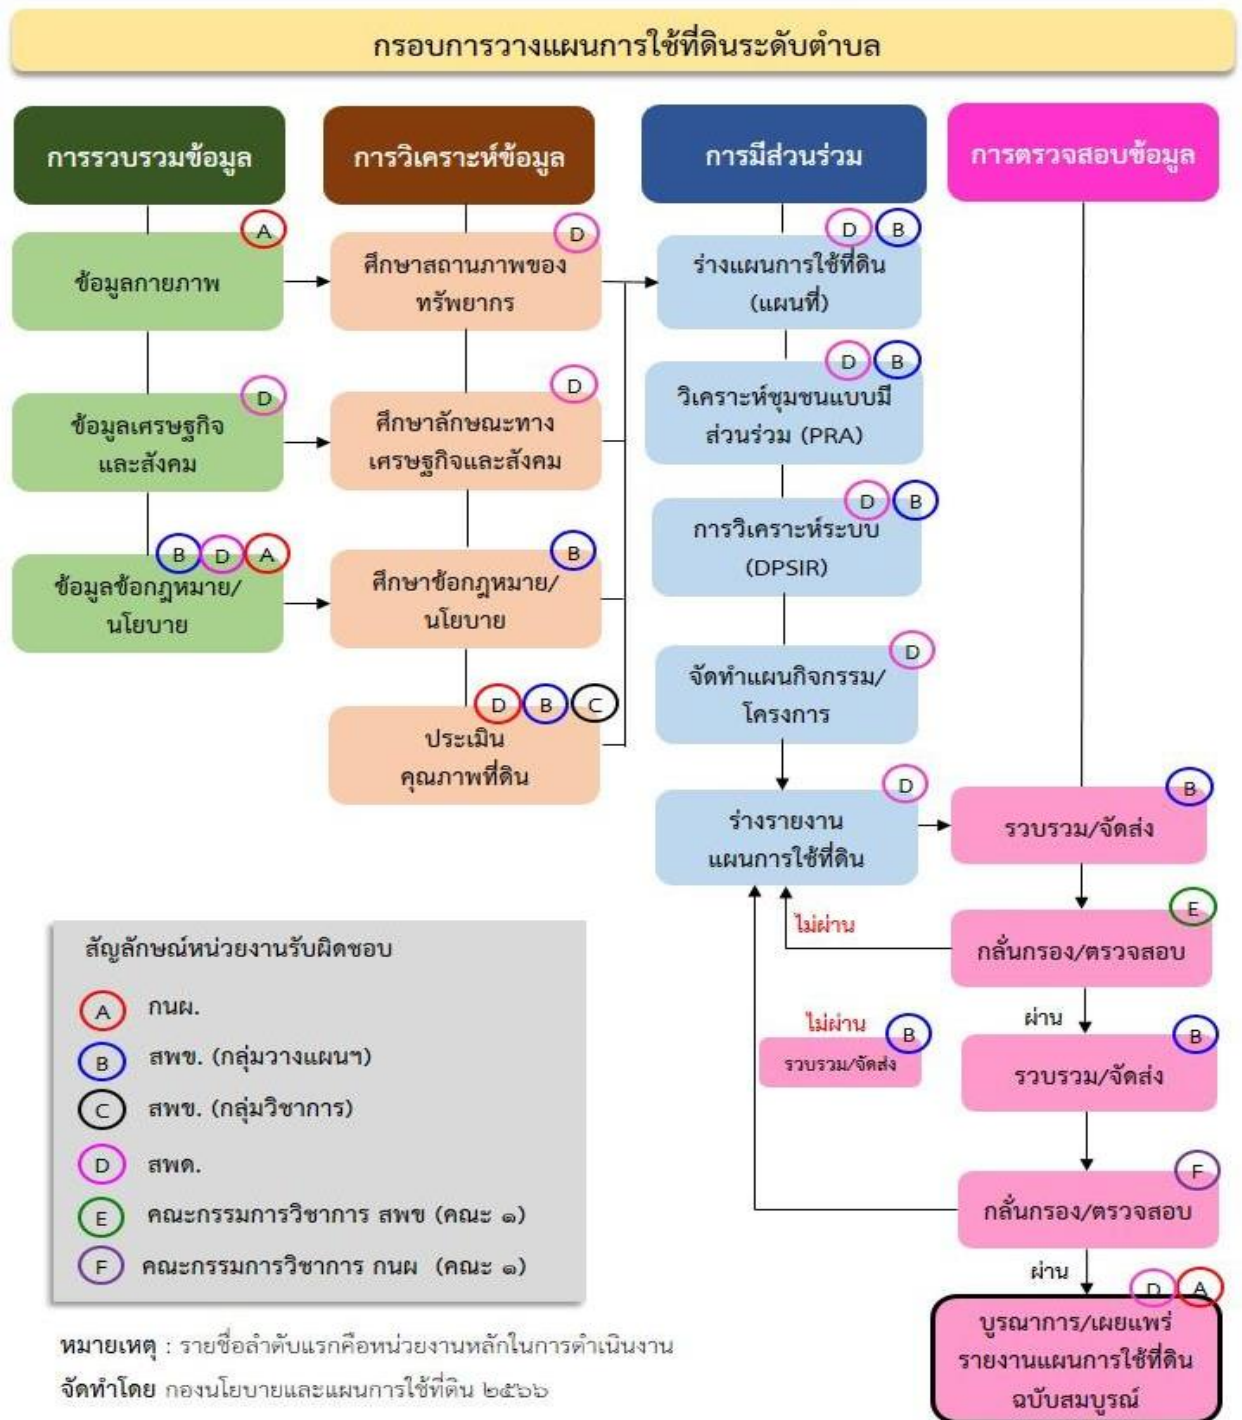 กรอบการวางแผนการใช้ที่ดินระดับตำบล
การรวบรวมข้อมูล
A
ข้อมูลกายภาพ
D
ข้อมูลเศรษฐกิจ
และสังคม
B D A
ข้อมูลข้อกฎหมาย/
นโยบาย
การวิเคราะห์ข้อมูล
D
ศึกษาสถานภาพของ
ทรัพยากร
D
ศึกษาลักษณะทาง
เศรษฐกิจและสังคม
B
ศึกษาข้อกฎหมาย/
นโยบาย
D B C
ประเมิน
คุณภาพที่ดิน
การมีส่วนร่วม
D B
ร่างแผนการใช้ที่ดิน
(แผนที่)
D B
วิเคราะห์ชุมชนแบบมี
ส่วนร่วม (PRA)
D B
การวิเคราะห์ระบบ
(DPSIR)
D
จัดทำแผนกิจกรรม/
โครงการ
D
ร่างรายงาน
แผนการใช้ที่ดิน
การตรวจสอบข้อมูล
B
รวบรวม/จัดส่ง
E
กลั่นกรอง/ตรวจสอบ
ไม่ผ่าน
ผ่าน
B
รวบรวม/จัดส่ง
ไม่ผ่าน
B
รวบรวม/จัดส่ง
F
กลั่นกรอง/ตรวจสอบ
ผ่าน
D A
บูรณาการ/เผยแพร่
รายงานแผนการใช้ที่ดิน
ฉบับสมบูรณ์
สัญลักษณ์หน่วยงานรับผิดชอบ
A กนผ.
B สพข. (กลุ่มวางแผนฯ)
C สพข. (กลุ่มวิชาการ)
D สพด.
E คณะกรรมการวิชาการ สพข (คณะ ๑)
F คณะกรรมการวิชาการ กนผ (คณะ ๑)
หมายเหตุ : รายชื่อลำดับแรกคือหน่วยงานหลักในการดำเนินงาน
จัดทำโดย กองนโยบายและแผนการใช้ที่ดิน ๒๕๖๖